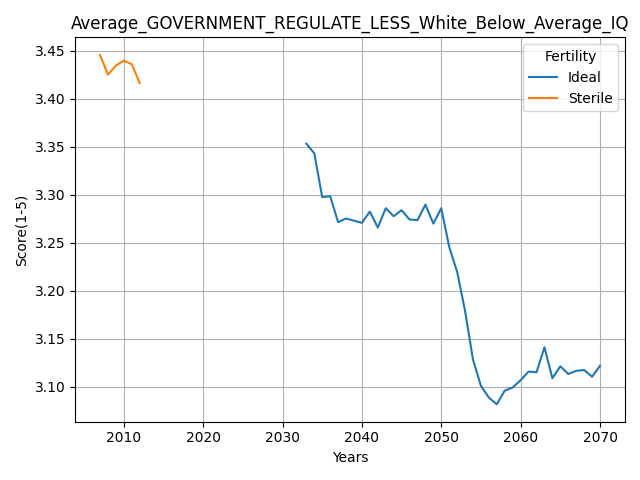 Average_GOVERNMENT_REGULATE_LESS_White_Below_Average_IQ
Score(1-5)
3.45
3.40
3.35
3.30
3.25
3.20
3.15
3.10
Fertility
Ideal
Sterile
2010 2020 2030 2040 2050 2060 2070
Years